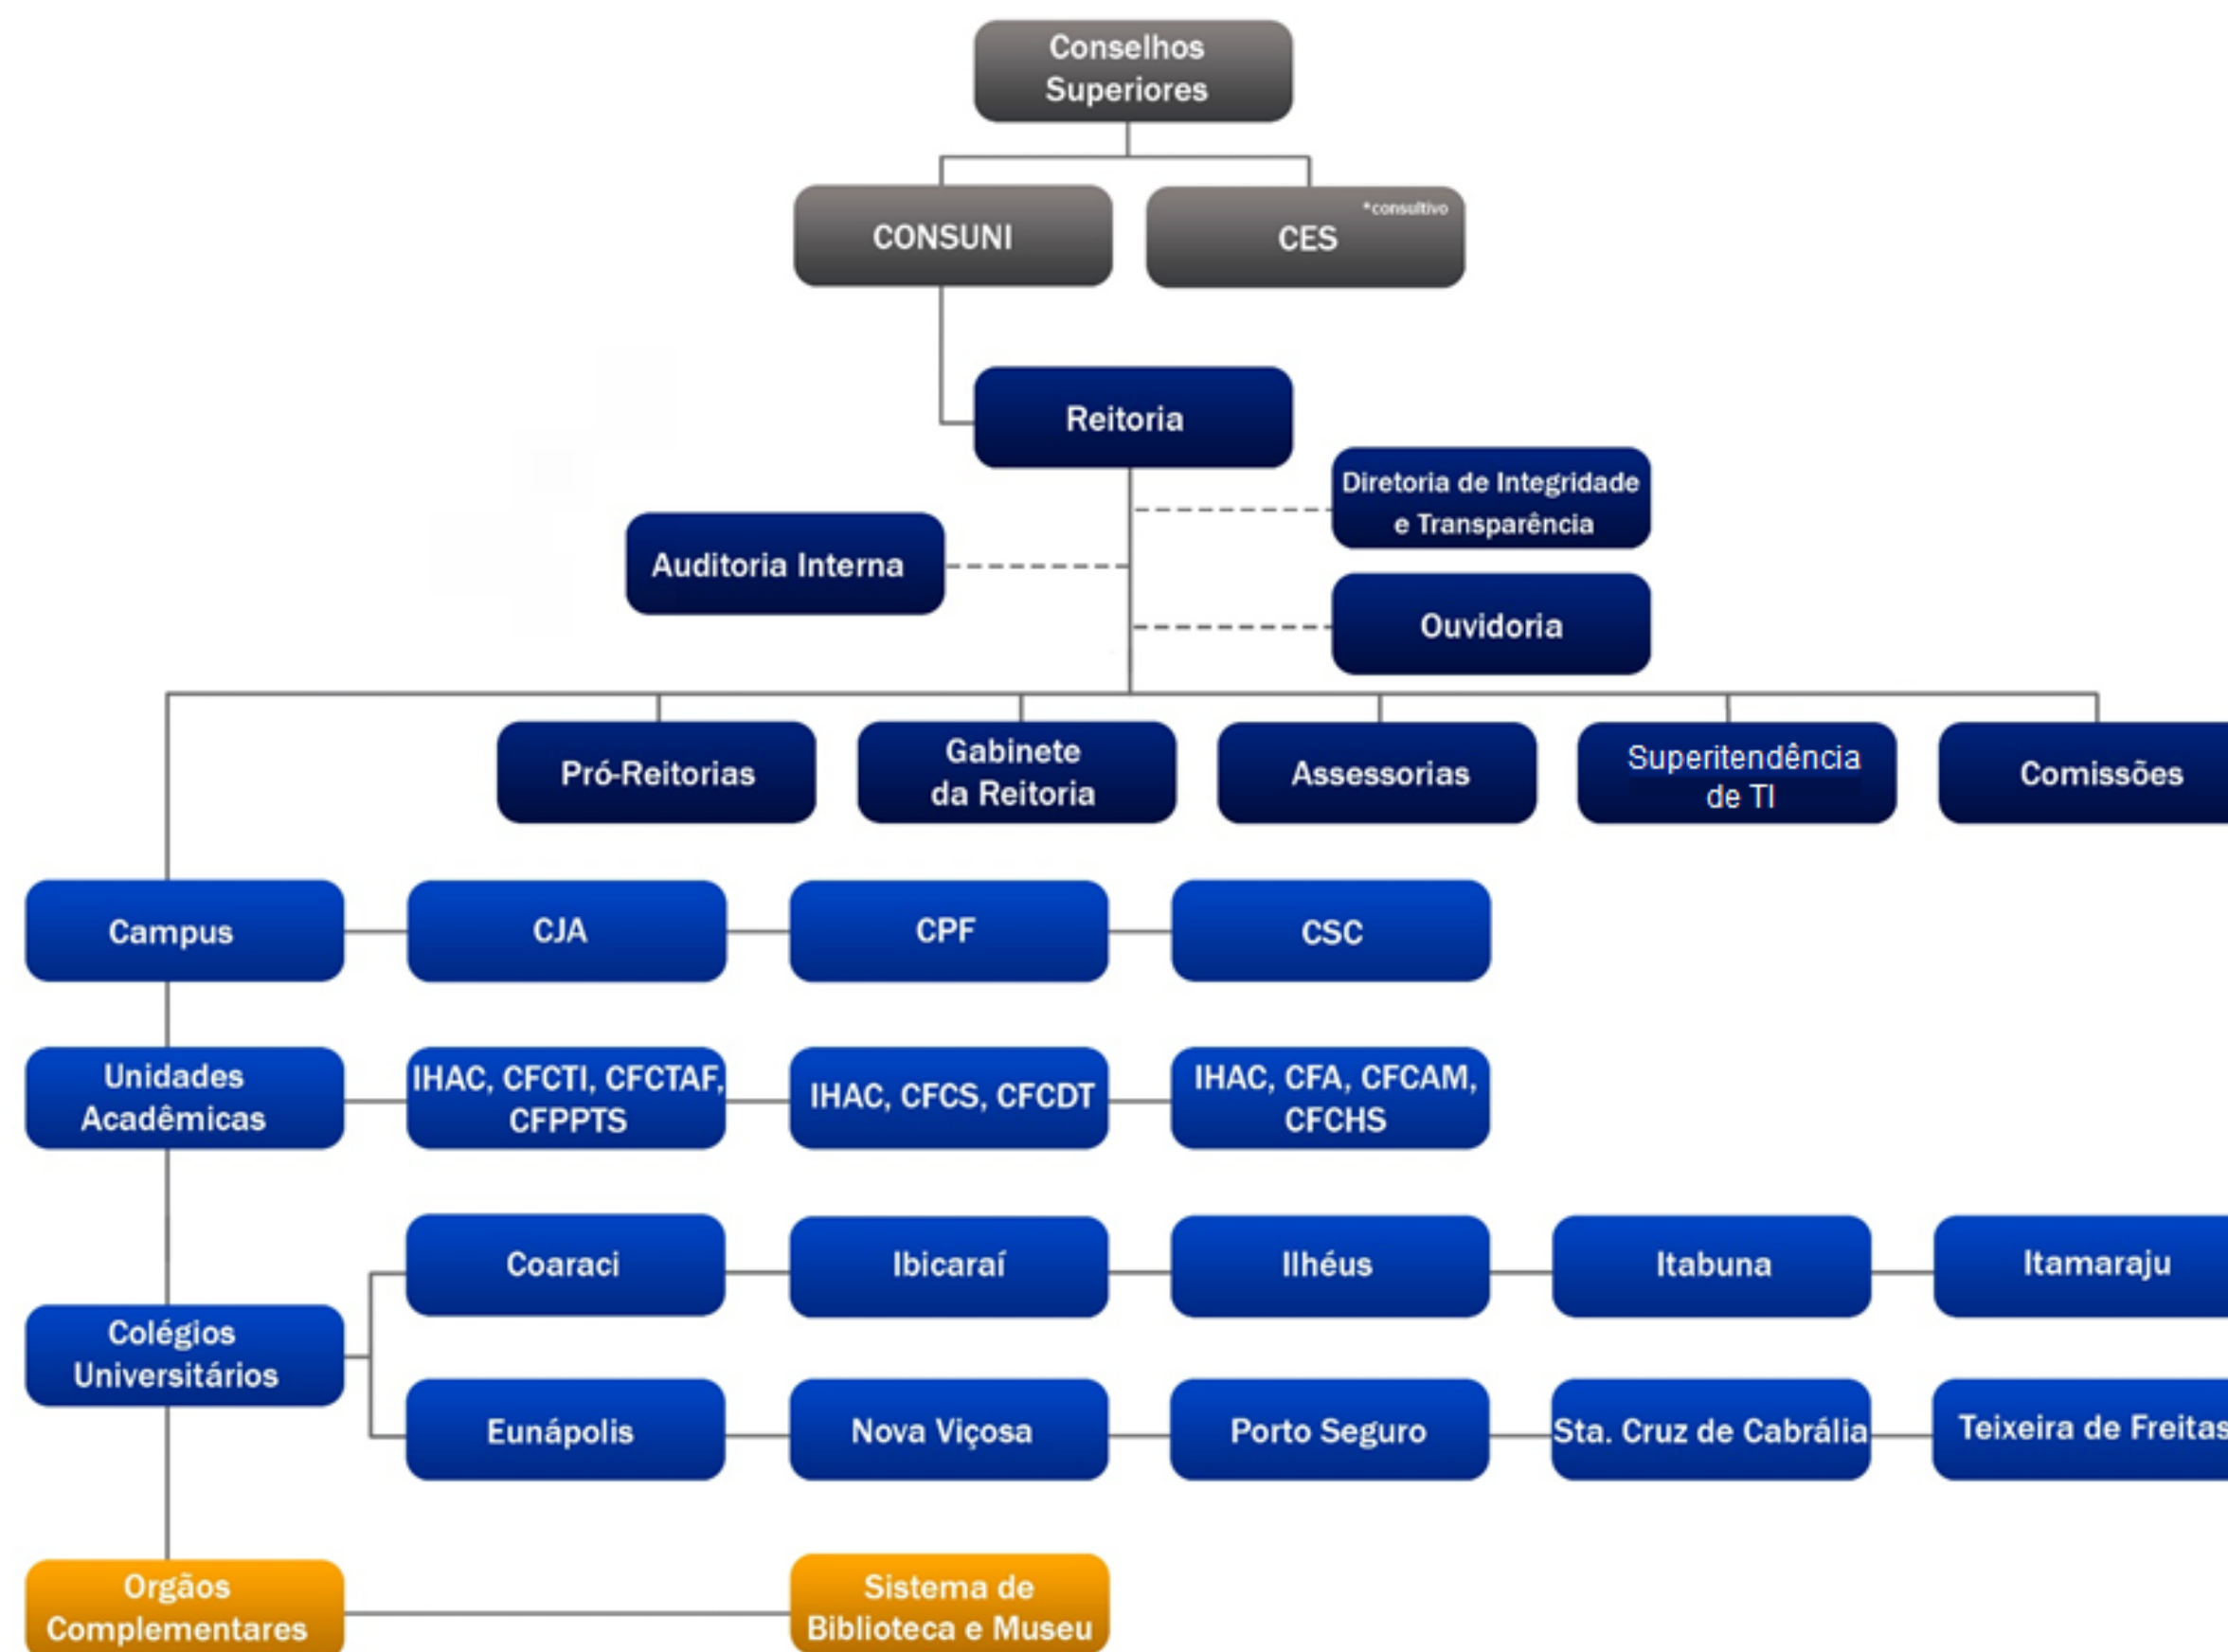 Conselhos
Superiores
CONSUNI
*consultivo
CES
Reitoria
Diretoria de Integridade
e Transparência
Auditoria Interna
Ouvidoria
Pró-Reitorias
Gabinete
da Reitoria
Assessorias
Superitendência
de TI
Comissões
Campus
CJA
CPF
CSC
Unidades
Acadêmicas
IHAC, CFCTI, CFCTAF,
CFPPTS
IHAC, CFCS, CFCDT
IHAC, CFA, CFCAM,
CFCHS
Colégios
Universitários
Coaraci
Ibicaraí
Ilhéus
Itabuna
Itamaraju
Eunápolis
Nova Viçosa
Porto Seguro
Sta. Cruz de Cabrália
Teixeira de Freitas
Orgãos
Complementares
Sistema de
Biblioteca e Museu